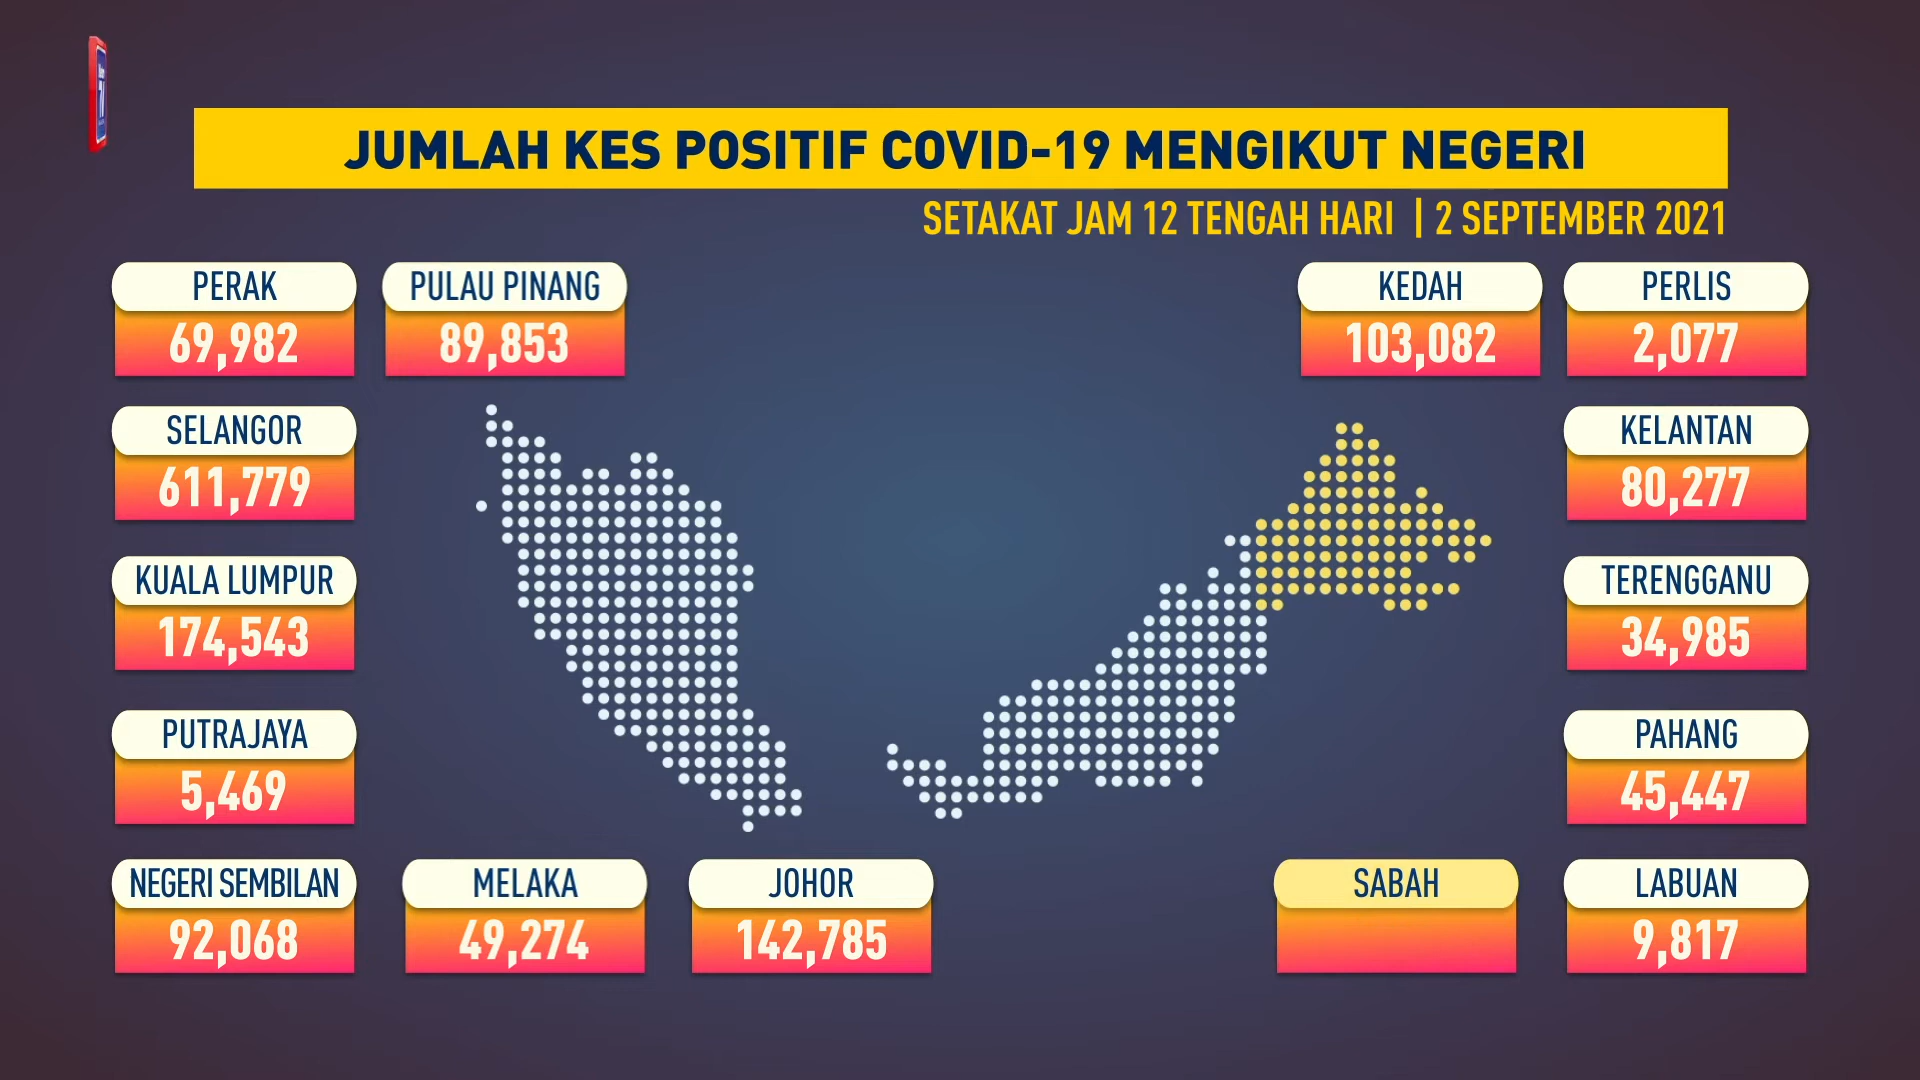 JUMLAH KES POSITIF COVID-19 MENGIKUT NEGERI
SETAKAT JAM 12 TENGAH HARI | 2 SEPTEMBER 2021
PERAK
69,982
PULAU PINANG
89,853
KEDAH
103,082
PERLIS
2,077
SELANGOR
611,779
KELANTAN
80,277
KUALA LUMPUR
174,543
TERENGGANU
34,985
PUTRAJAYA
5,469
PAHANG
45,447
NEGERI SEMBILAN
92,068
MELAKA
49,274
JOHOR
142,785
SABAH
LABUAN
9,817